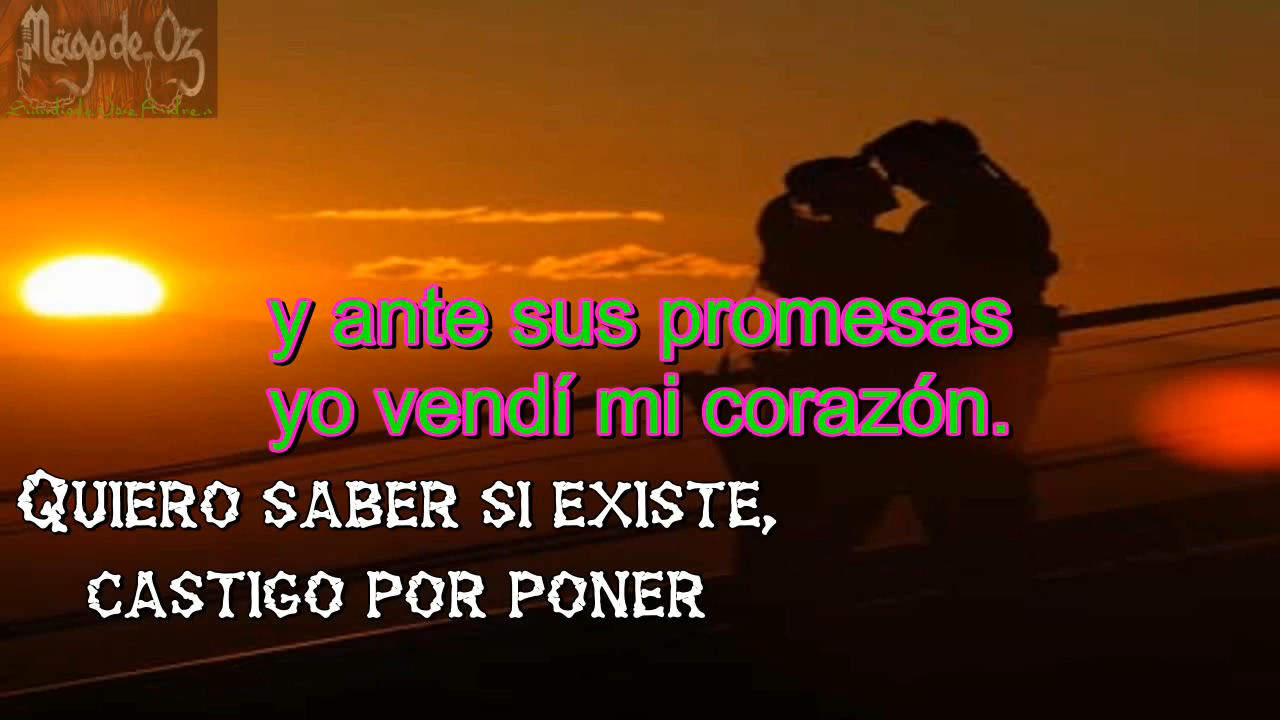 Mägo de Oz
y ante sus promesas
yo vendí mi corazón.
Quiero saber si existe,
castigo por poner